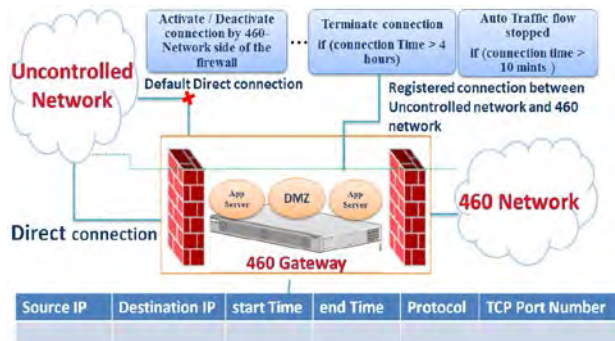 Activate / Deactivate
connection by 460-
Network side of the
firewall
...
Terminate connection
if (connection Time > 4
hours)
Auto Traffic flow
stopped
if (connection time >
10 mints )
Uncontrolled
Network
Default Direct connection
Registered connection between
Uncontrolled network and 460
network
App
Server
DMZ
App
Server
460 Network
Direct connection
460 Gateway
Source IP
Destination IP
start Time
end Time
Protocol
TCP Port Number